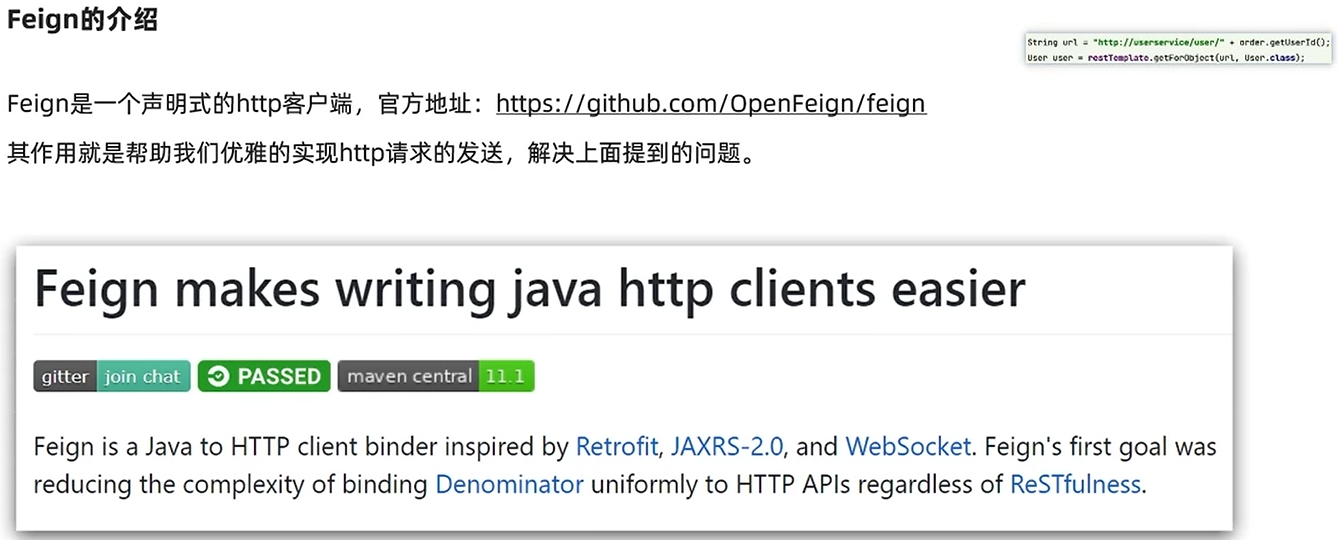 Feign的介绍
String url = "http://userservice/user/" + order.getUserId();
User user = restTemplate.getForObject(url, User.class);
Feign是一个声明式的http客户端，官方地址：https://github.com/OpenFeign/feign
其作用就是帮助我们优雅的实现http请求的发送，解决上面提到的问题。
Feign makes writing java http clients easier
gitter join chat PASSED maven central 11.1
Feign is a Java to HTTP client binder inspired by Retrofit, JAXRS-2.0, and WebSocket. Feign's first goal was
reducing the complexity of binding Denominator uniformly to HTTP APIs regardless of ReSTfulness.